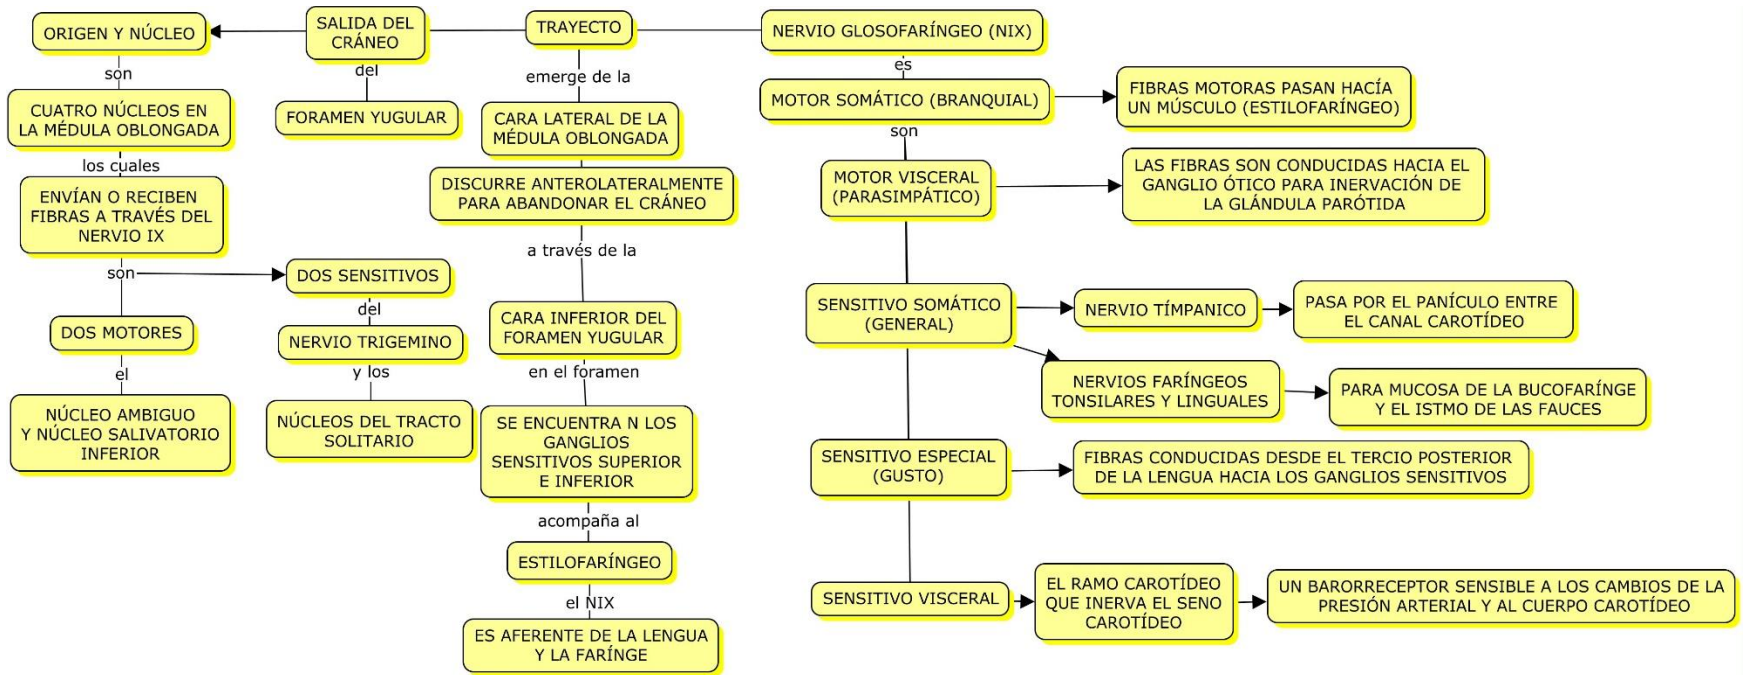 ORIGEN Y NÚCLEO
son
CUATRO NÚCLEOS EN
LA MÉDULA OBLONGADA
los cuales
ENVÍAN O RECIBEN
FIBRAS A TRAVÉS DEL
NERVIO IX
son
DOS MOTORES
el
NÚCLEO AMBIGUO
Y NÚCLEO SALIVATORIO
INFERIOR
DOS SENSITIVOS
del
NERVIO TRIGEMINO
y los
NÚCLEOS DEL TRACTO
SOLITARIO
SALIDA DEL
CRÁNEO
del
FORAMEN YUGULAR
TRAYECTO
emerge de la
CARA LATERAL DE LA
MÉDULA OBLONGADA
DISCURRE ANTEROLATERALMENTE
PARA ABANDONAR EL CRÁNEO
a través de la
CARA INFERIOR DEL
FORAMEN YUGULAR
en el foramen
SE ENCUENTRA N LOS
GANGLIOS
SENSITIVOS SUPERIOR
E INFERIOR
acompaña al
ESTILOFARÍNGEO
el NIX
ES AFERENTE DE LA LENGUA
Y LA FARÍNGE
NERVIO GLOSOFARÍNGEO (NIX)
es
MOTOR SOMÁTICO (BRANQUIAL)
FIBRAS MOTORAS PASAN HACÍA
UN MÚSCULO (ESTILOFARÍNGEO)
son
MOTOR VISCERAL
(PARASIMPÁTICO)
LAS FIBRAS SON CONDUCIDAS HACIA EL
GANGLIO ÓTICO PARA INERVACIÓN DE
LA GLÁNDULA PARÓTIDA
SENSITIVO SOMÁTICO
(GENERAL)
NERVIO TÍMPANICO
PASA POR EL PANÍCULO ENTRE
EL CANAL CAROTÍDEO
NERVIOS FARÍNGEOS
TONSILARES Y LINGUALES
PARA MUCOSA DE LA BUCOFARÍNGE
Y EL ISTMO DE LAS FAUCES
SENSITIVO ESPECIAL
(GUSTO)
FIBRAS CONDUCIDAS DESDE EL TERCIO POSTERIOR
DE LA LENGUA HACIA LOS GANGLIOS SENSITIVOS
SENSITIVO VISCERAL
EL RAMO CAROTÍDEO
QUE INERVA EL SENO
CAROTÍDEO
UN BARORRECEPTOR SENSIBLE A LOS CAMBIOS DE LA
PRESIÓN ARTERIAL Y AL CUERPO CAROTÍDEO